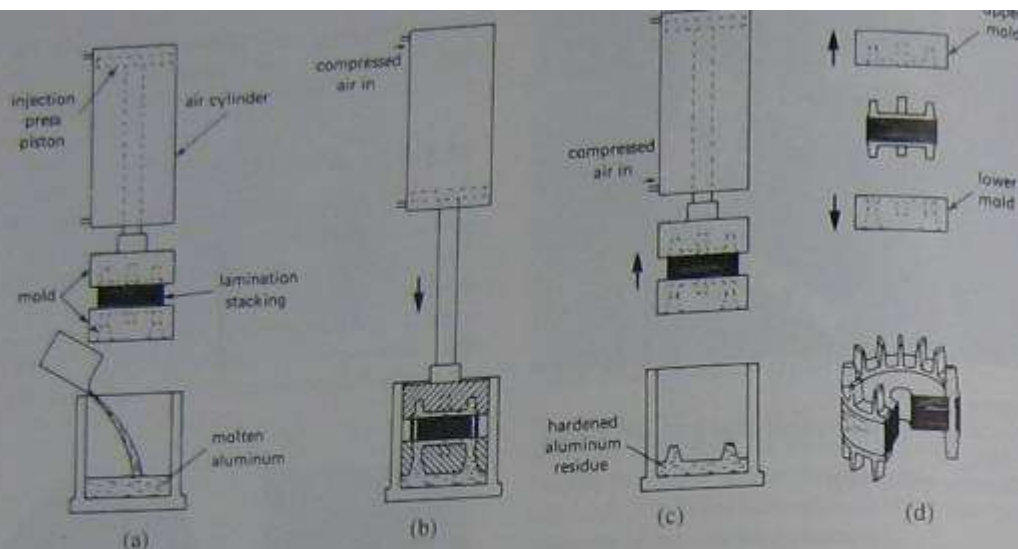 injection
press
piston
air cylinder
mold
lamination
stacking
molten
aluminum
(a)
compressed
air in
(b)
compressed
air in
hardened
aluminum
residue
(c)
upper
mold
lower
mold
(d)